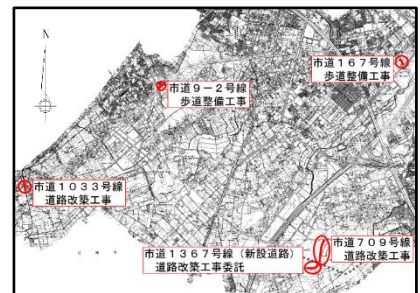 N
市道167号線
歩道整備工事
市道9－2号線
歩道整備工事
市道1033号線
道路改築工事
市道709号線
道路改築工事
市道1367号線（新設道路）
道路改築工事委託